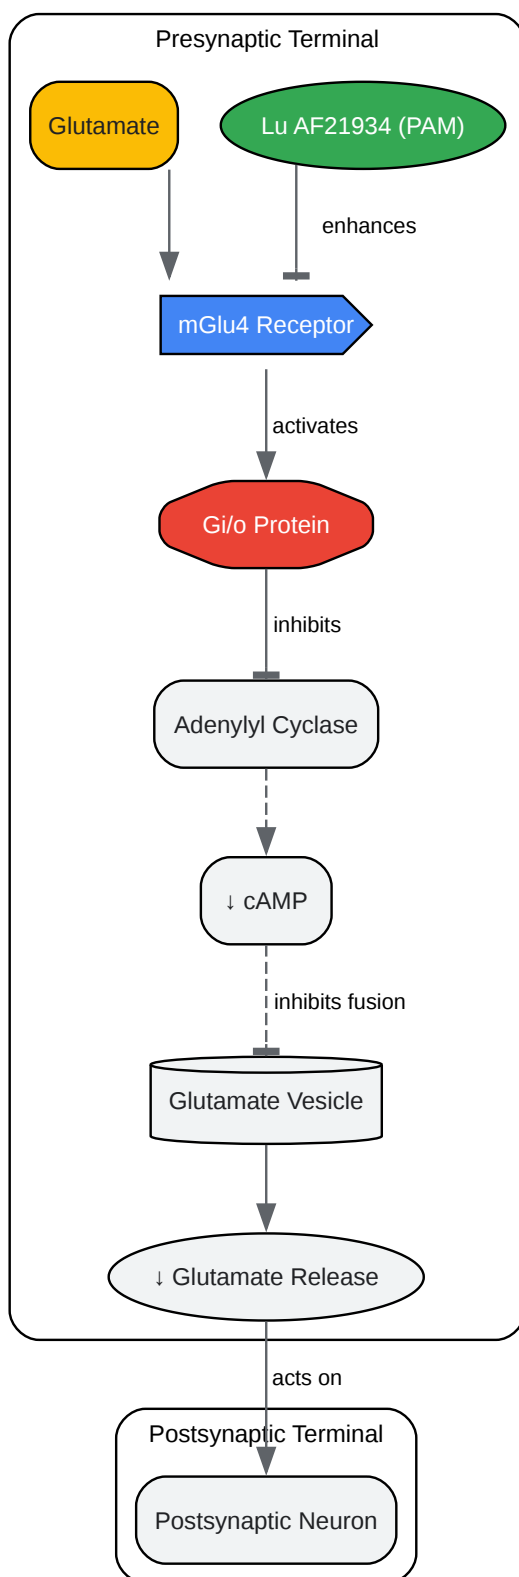 Presynaptic Terminal
Glutamate
Lu AF21934 (PAM)
enhances
mGlu4 Receptor
activates
Gi/o Protein
inhibits
Adenylyl Cyclase
↓ cAMP
inhibits fusion
Glutamate Vesicle
↓ Glutamate Release
acts on
Postsynaptic Terminal
Postsynaptic Neuron